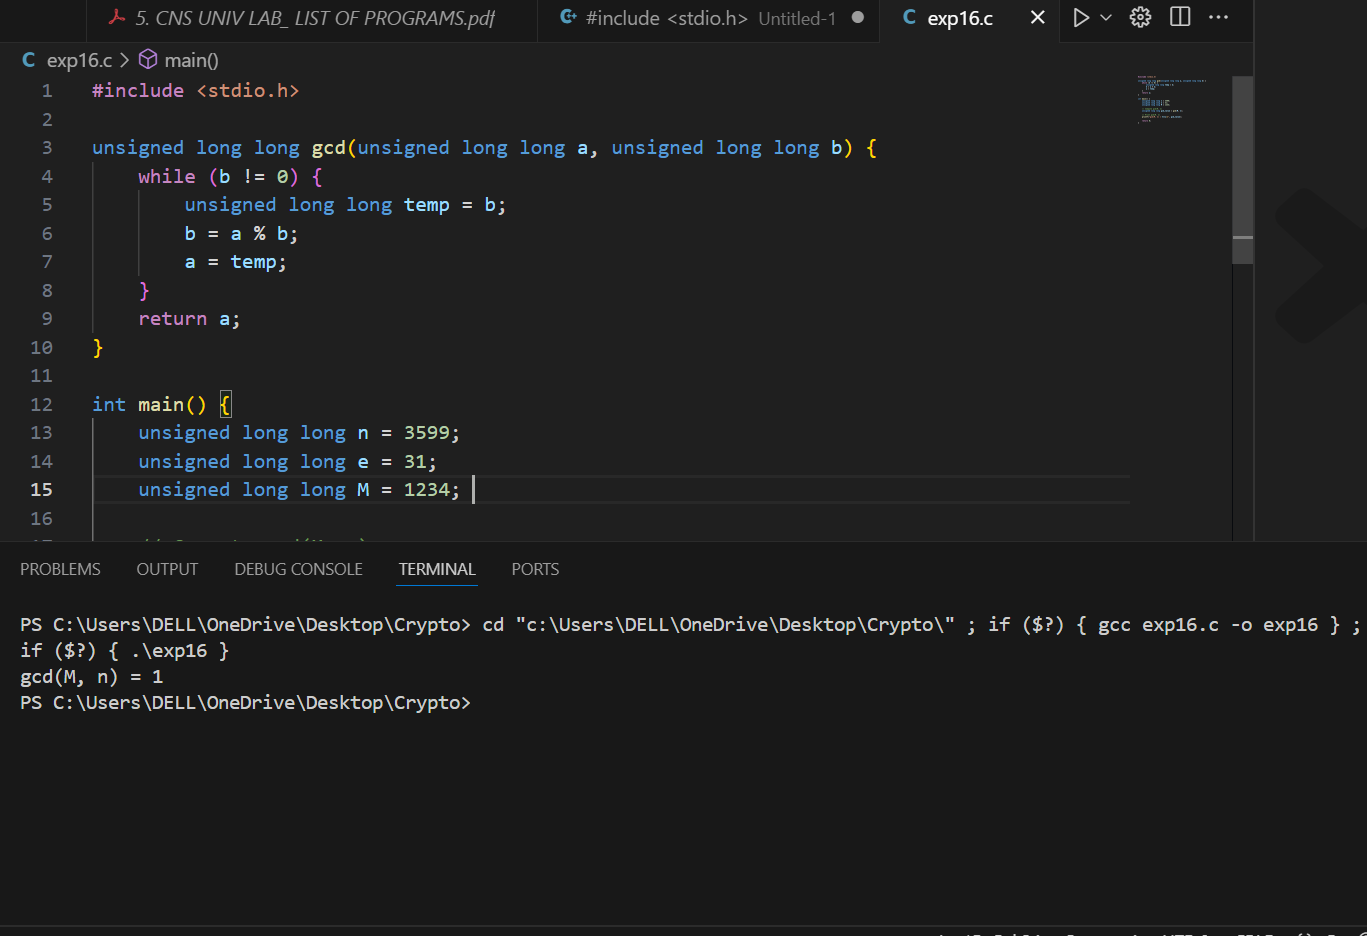 5. CNS UNIV LAB_ LIST OF PROGRAMS.pdf
#include <stdio.h> Untitled-1
C exp16.c
C exp16.c > main()
1 #include <stdio.h>
2
3 unsigned long long gcd(unsigned long long a, unsigned long long b) {
4 while (b != 0) {
5 unsigned long long temp = b;
6 b = a % b;
7 a = temp;
8 }
9 return a;
10 }
11
12 int main() {
13 unsigned long long n = 3599;
14 unsigned long long e = 31;
15 unsigned long long M = 1234;
16
PROBLEMS OUTPUT DEBUG CONSOLE TERMINAL PORTS
PS C:\Users\DELL\OneDrive\Desktop\Crypto> cd "c:\Users\DELL\OneDrive\Desktop\Crypto\" ; if ($?) { gcc exp16.c -o exp16 } ;
if ($?) { .\exp16 }
gcd(M, n) = 1
PS C:\Users\DELL\OneDrive\Desktop\Crypto>